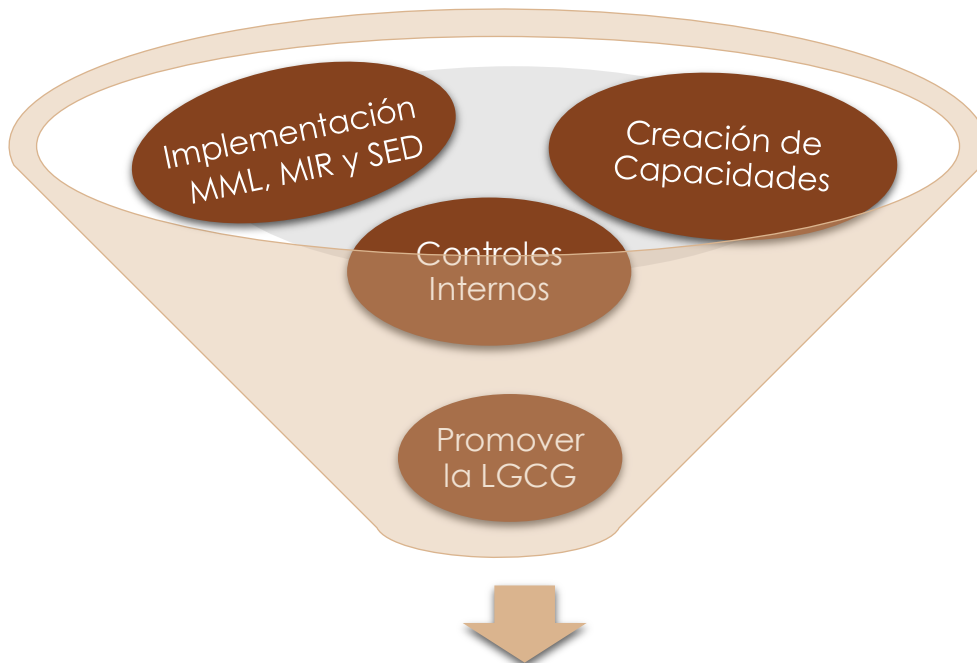 Implementación
MML, MIR y SED
Creación de
Capacidades
Controles
Internos
Promover
la LGCG